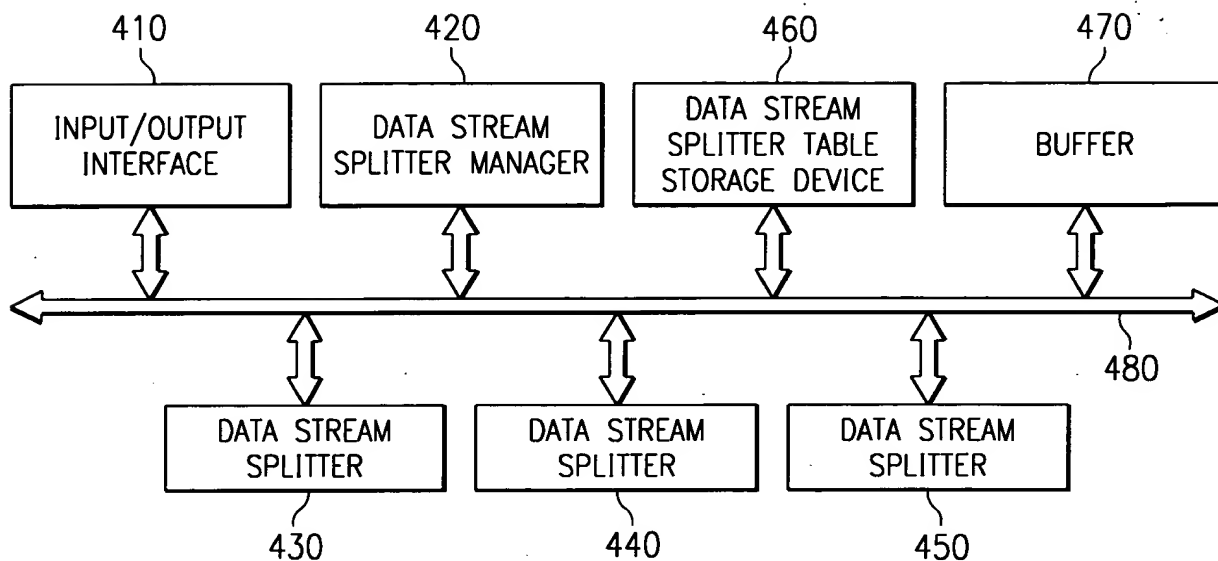 410
420
460
470
INPUT/OUTPUT
INTERFACE
DATA STREAM
SPLITTER MANAGER
DATA STREAM
SPLITTER TABLE
STORAGE DEVICE
BUFFER
480
DATA STREAM
SPLITTER
DATA STREAM
SPLITTER
DATA STREAM
SPLITTER
430
440
450